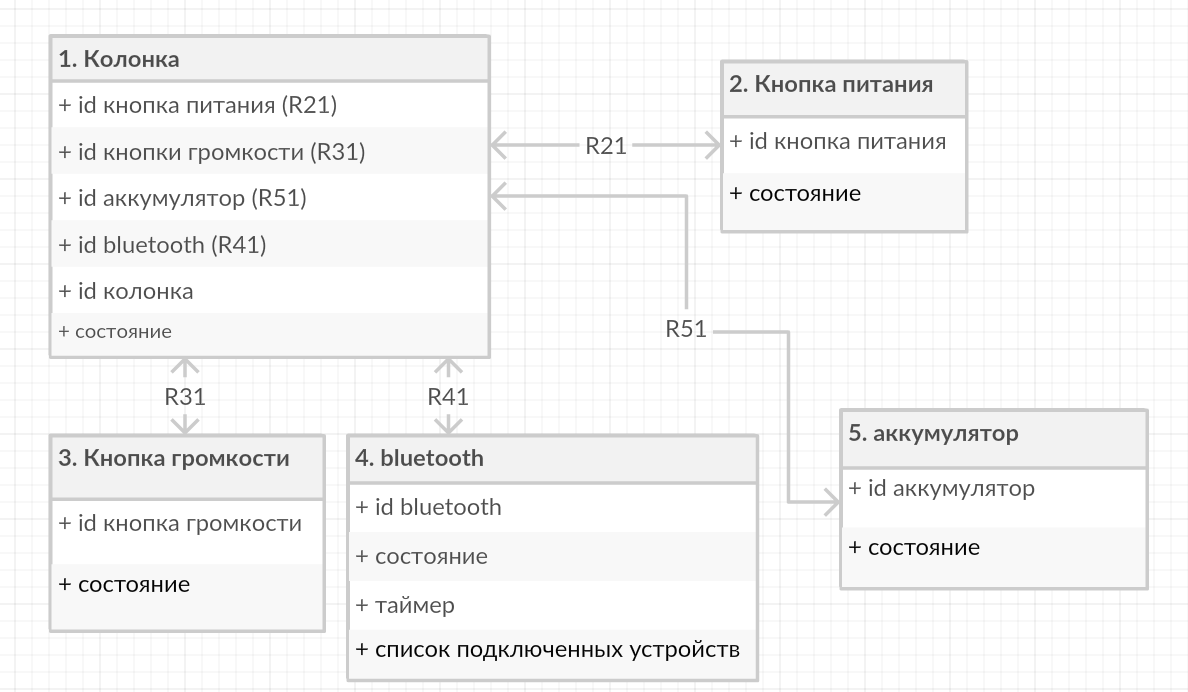 1. Колонка
+ id кнопка питания (R21)
+ id кнопки громкости (R31)
+ id аккумулятор (R51)
+ id bluetooth (R41)
+ id колонка
+ состояние
2. Кнопка питания
+ id кнопка питания
+ состояние
R21
R51
R31
R41
3. Кнопка громкости
+ id кнопка громкости
+ состояние
4. bluetooth
+ id bluetooth
+ состояние
+ таймер
+ список подключенных устройств
5. аккумулятор
+ id аккумулятор
+ состояние